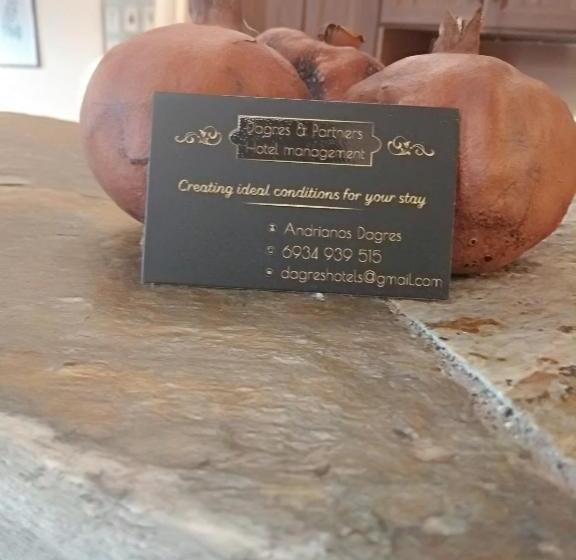 Dagres & Partners
Hotel management
Creating ideal conditions for your stay
Andrianos Dagres
6934 939 515
dagreshotels@gmail.com